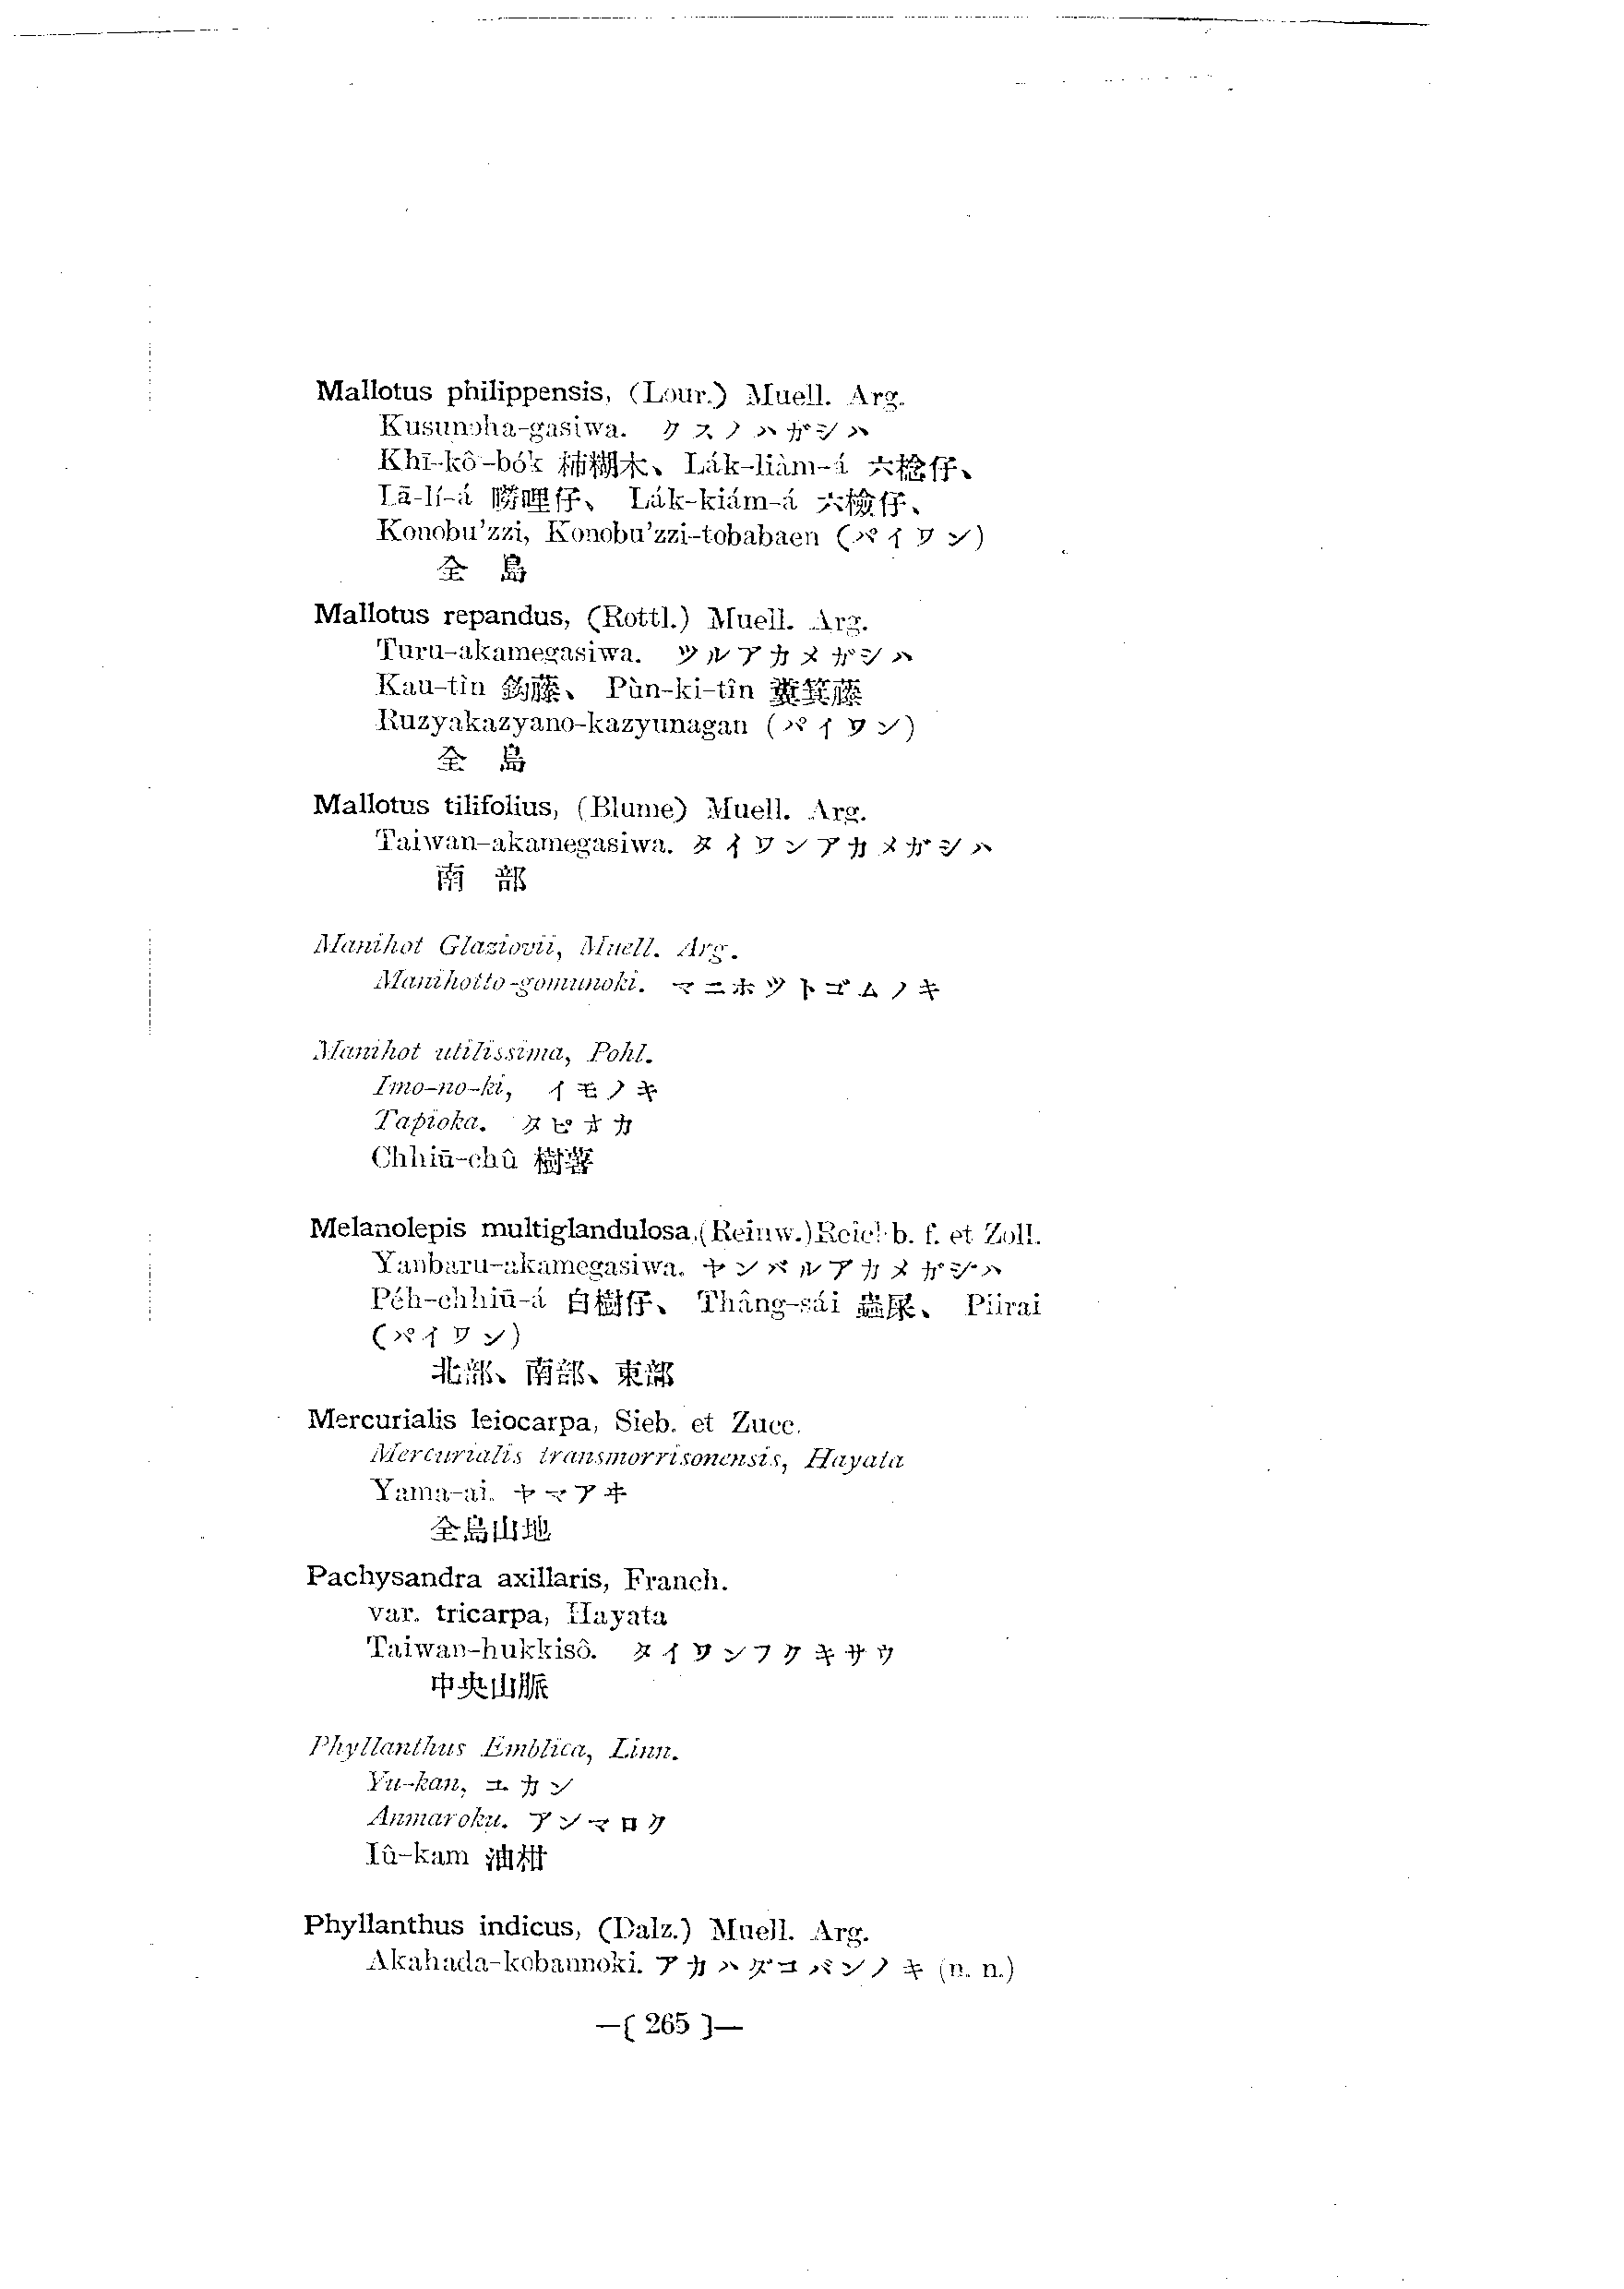 Mallotus philippensis, (Lour.) Muell. Arg.
Kusunoha-gasiwa. クスノハガシハ
Khī-kô-bo̍k 柿糊木、 La̍k-liàm-á 六捻仔、
Lā-lí-á 朥哩仔、 La̍k-kiám-á 六檢仔、
Konobu'zzi, Konobu'zzi-tobabaen (パイワン)
全 島
Mallotus repandus, (Rottl.) Muell. Arg.
Turu-akamegasiwa. ツルアカメガシハ
Kau-tîn 鈎藤、 Pùn-ki-tîn 糞箕藤
Ruzyakazyano-kazyunagan (パイワン)
全 島
Mallotus tilifolius, (Blume) Muell. Arg.
Taiwan-akamegasiwa. タイワンアカメガシハ
南 部
Manihot Glaziovii, Muell. Arg.
Manihotto-gomunoki. マニホツトゴムノキ
Manihot utilissima, Pohl.
Imo-no-ki, イモノキ
Tapioka. タピオカ
Chhiū-chû 樹薯
Melanolepis multiglandulosa, (Reinw.) Reichb. f. et Zoll.
Yanbaru-akamegasiwa. ヤンバルアカメガシハ
Pe̍h-chhiū-á 白樹仔、 Thâng-sái 蟲屎、 Piirai
(パイワン)
北部、南部、東部
Mercurialis leiocarpa, Sieb. et Zucc.
Mercurialis transmorrisonensis, Hayata
Yama-ai. ヤマアヰ
全島山地
Pachysandra axillaris, Franch.
var. tricarpa, Hayata
Taiwan-hukkisô. タイワンフクキサウ
中央山脈
Phyllanthus Emblica, Linn.
Yu-kan, ユカン
Anmaroku. アンマロク
Iû-kam 油柑
Phyllanthus indicus, (Dalz.) Muell. Arg.
Akahada-kobannoki. アカハダコバンノキ (n. n.)
—( 265 )—